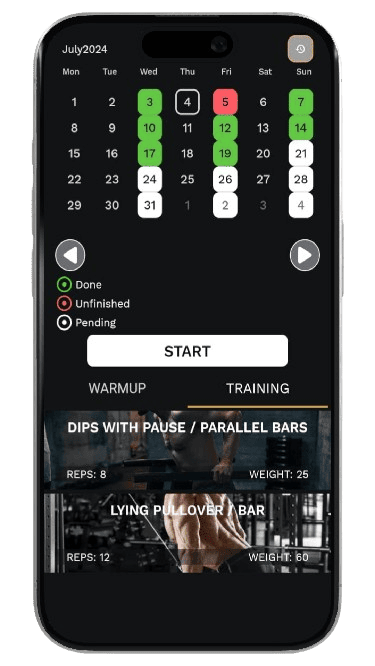 July2024
Mon Tue Wed Thu Fri Sat Sun
1 2 3 4 5 6 7
8 9 10 11 12 13 14
15 16 17 18 19 20 21
22 23 24 25 26 27 28
29 30 31 1 2 3 4
Done
Unfinished
Pending
START
WARMUP TRAINING
DIPS WITH PAUSE / PARALLEL BARS
REPS: 8 WEIGHT: 25
LYING PULLOVER / BAR
REPS: 12 WEIGHT: 60